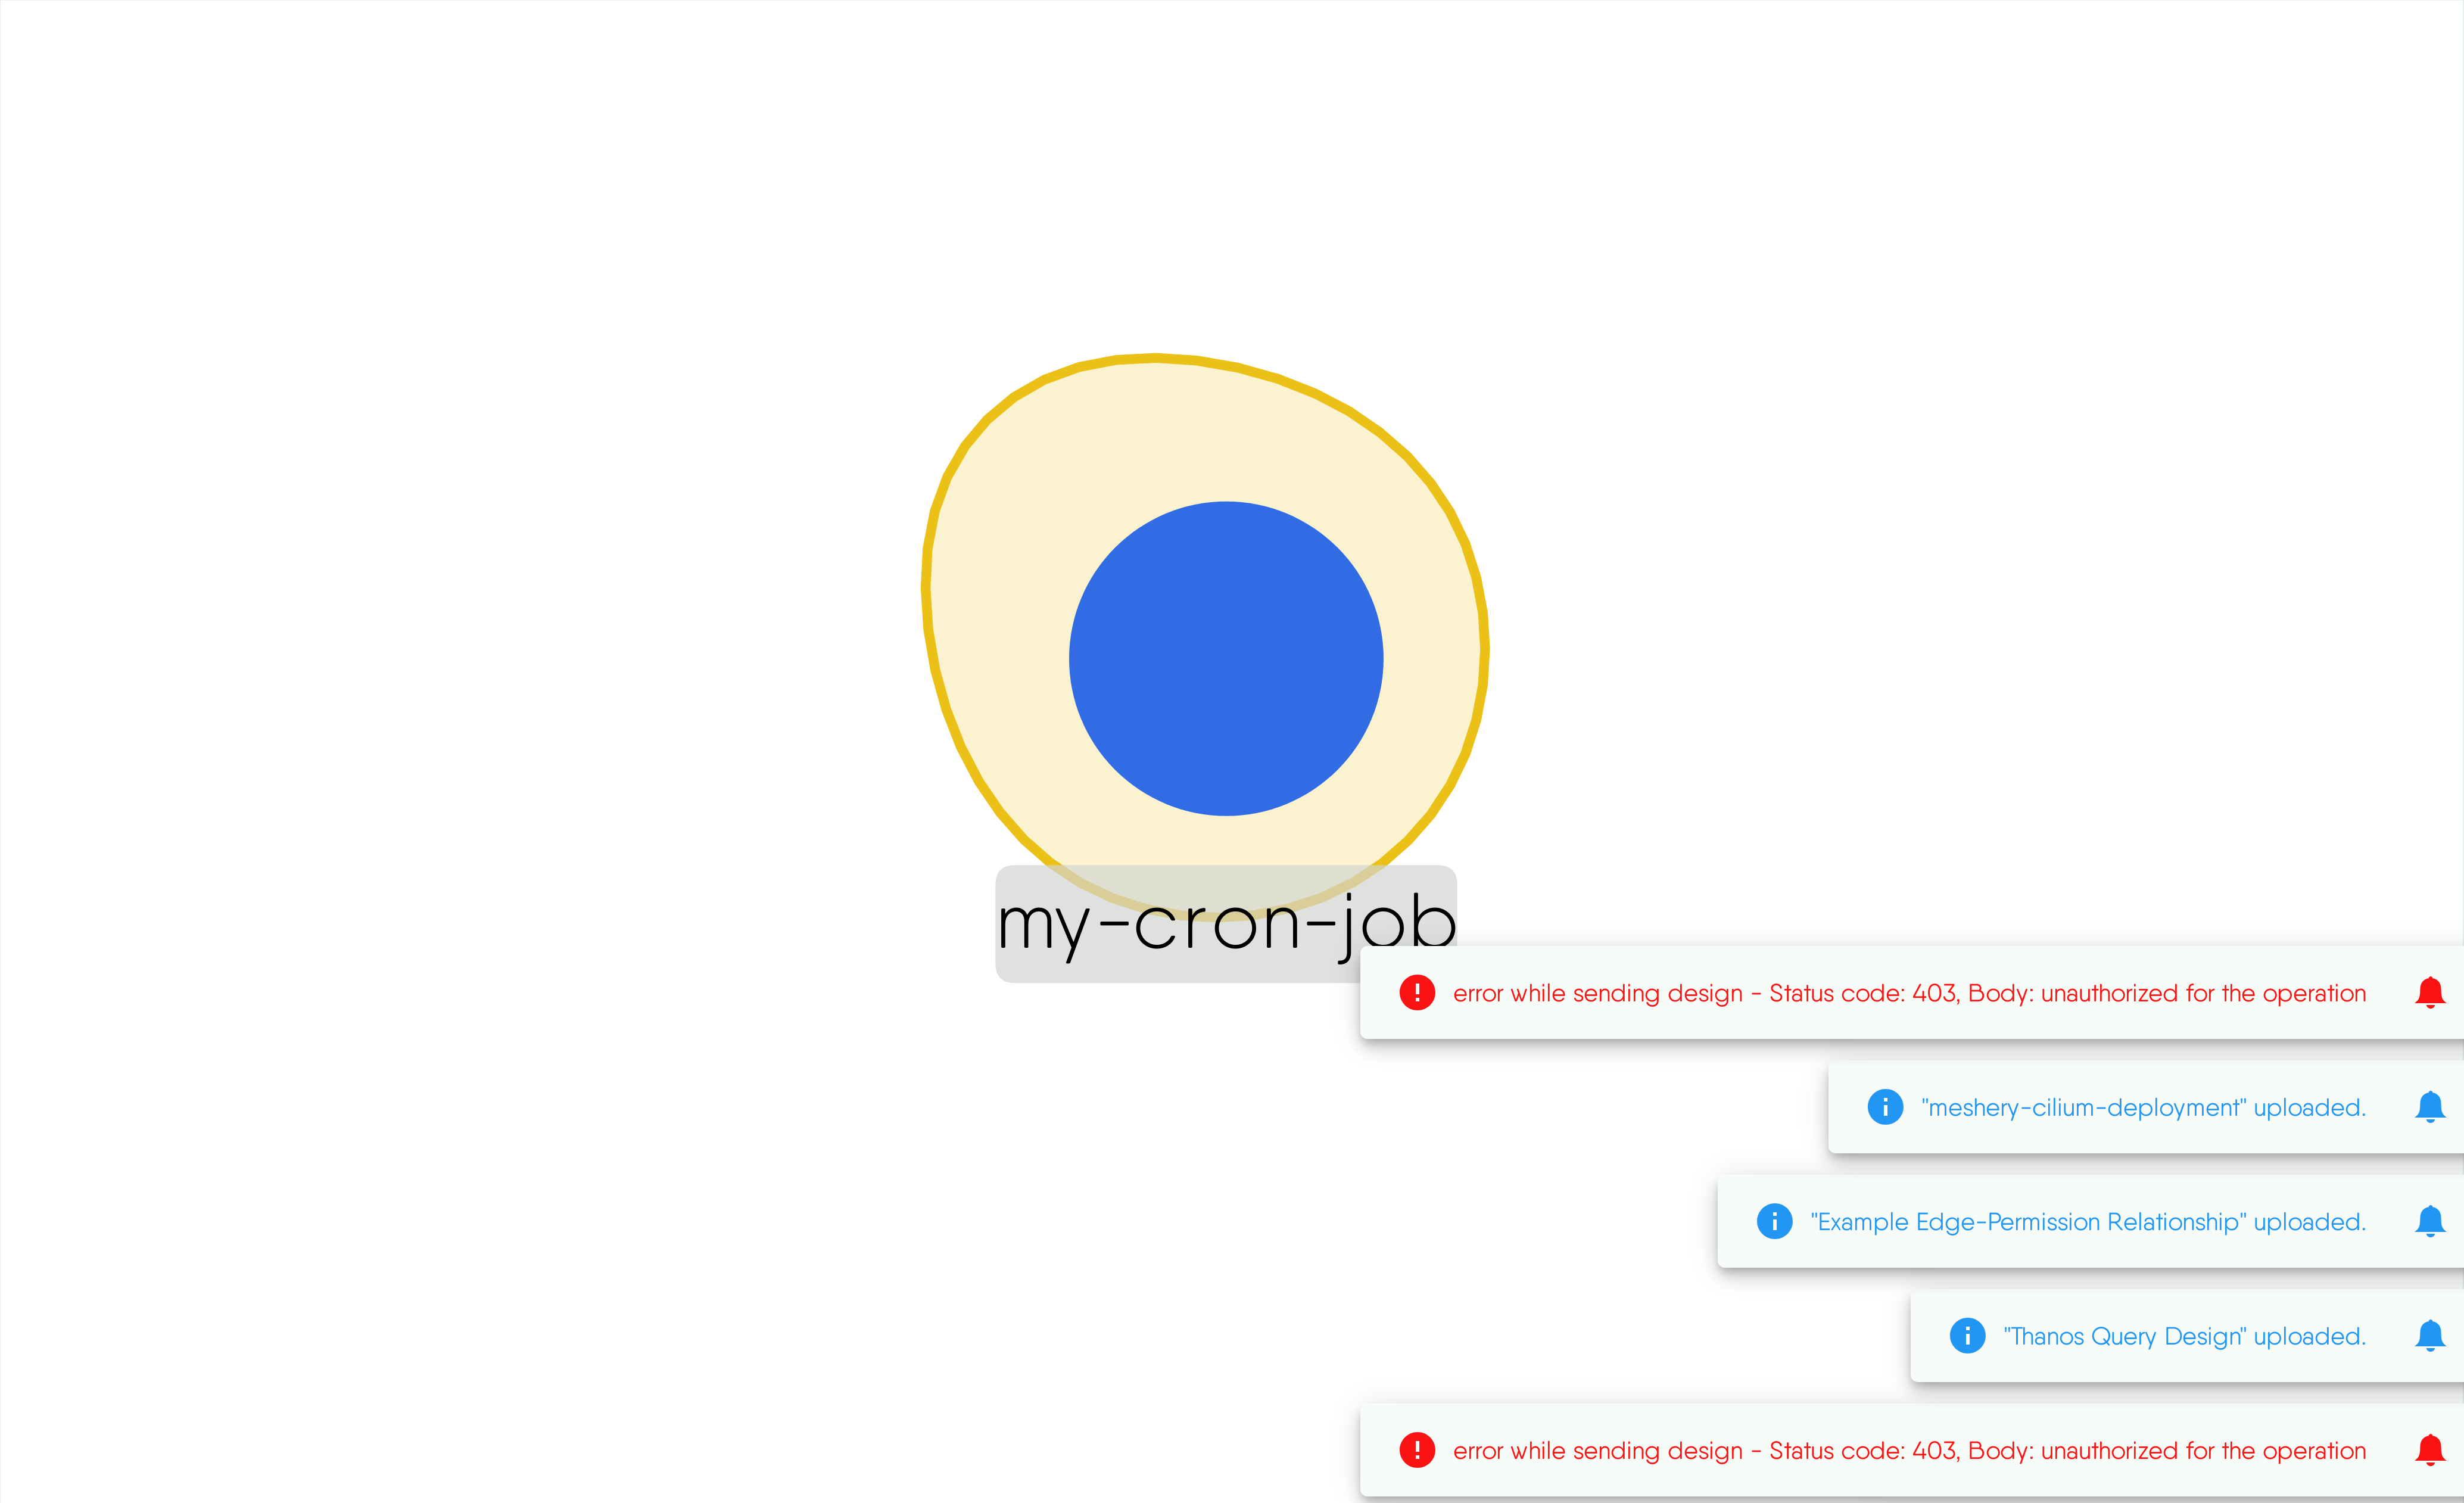 my-cron-job
error while sending design - Status code: 403, Body: unauthorized for the operation
"meshery-cilium-deployment" uploaded.
"Example Edge-Permission Relationship" uploaded.
"Thanos Query Design" uploaded.
error while sending design - Status code: 403, Body: unauthorized for the operation